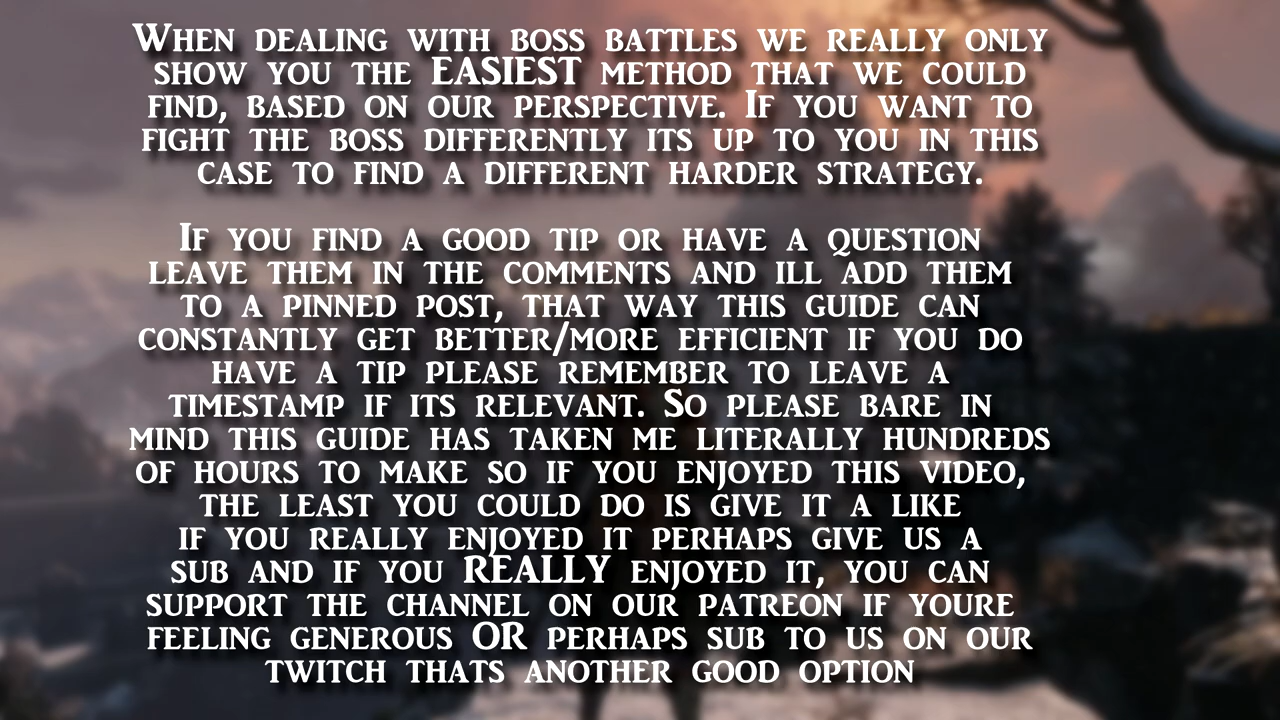 When dealing with boss battles we really only
show you the EASIEST method that we could
find, based on our perspective. If you want to
fight the boss differently its up to you in this
case to find a different harder strategy.
If you find a good tip or have a question
leave them in the comments and ill add them
to a pinned post, that way this guide can
constantly get better/more efficient if you do
have a tip please remember to leave a
timestamp if its relevant. So please bare in
mind this guide has taken me literally hundreds
of hours to make so if you enjoyed this video,
the least you could do is give it a like
if you really enjoyed it perhaps give us a
sub and if you REALLY enjoyed it, you can
support the channel on our patreon if youre
feeling generous OR perhaps sub to us on our
twitch thats another good option